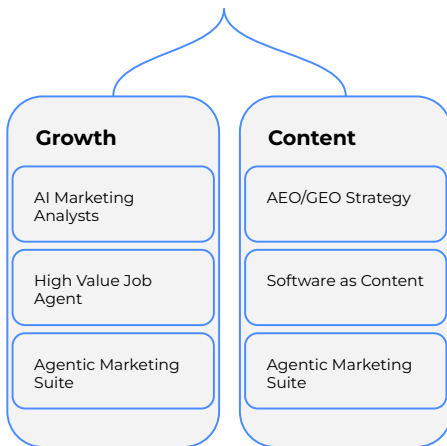 Growth
AI Marketing
Analysts
High Value Job
Agent
Agentic Marketing
Suite
Content
AEO/GEO Strategy
Software as Content
Agentic Marketing
Suite